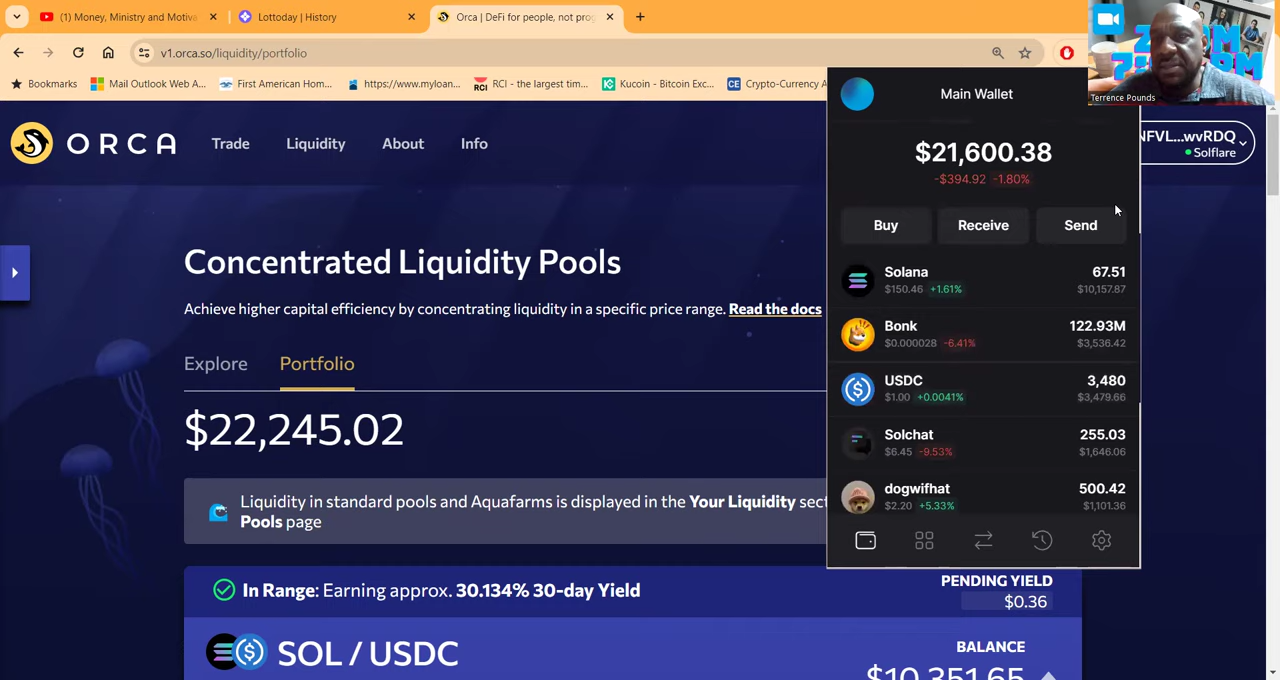 (1) Money, Ministry and Motiva
Lottoday | History
Orca | DeFi for people, not pro
v1.orca.so/liquidity/portfolio
Bookmarks
Mail Outlook Web A...
First American Hom...
https://www.myloan...
RCI - the largest tim...
Kucoin - Bitcoin Exc...
Crypto-Currency A
Terrence Pounds
ORCA
Trade
Liquidity
About
Info
NFVL...wvRDQ
Solflare
Main Wallet
$21,600.38
-$394.92 -1.80%
Buy
Receive
Send
Solana 67.51
$150.46 +1.61% $10,157.87
Bonk 122.93M
$0.000028 -6.41% $3,536.42
USDC 3,480
$1.00 +0.0041% $3,479.66
Solchat 255.03
$6.45 -9.53% $1,646.06
dogwifhat 500.42
$2.20 +5.33% $1,101.36
Concentrated Liquidity Pools
Achieve higher capital efficiency by concentrating liquidity in a specific price range. Read the docs
Explore
Portfolio
$22,245.02
Liquidity in standard pools and Aquafarms is displayed in the Your Liquidity sect
Pools page
In Range: Earning approx. 30.134% 30-day Yield
PENDING YIELD
$0.36
SOL / USDC
BALANCE
$10,351.65